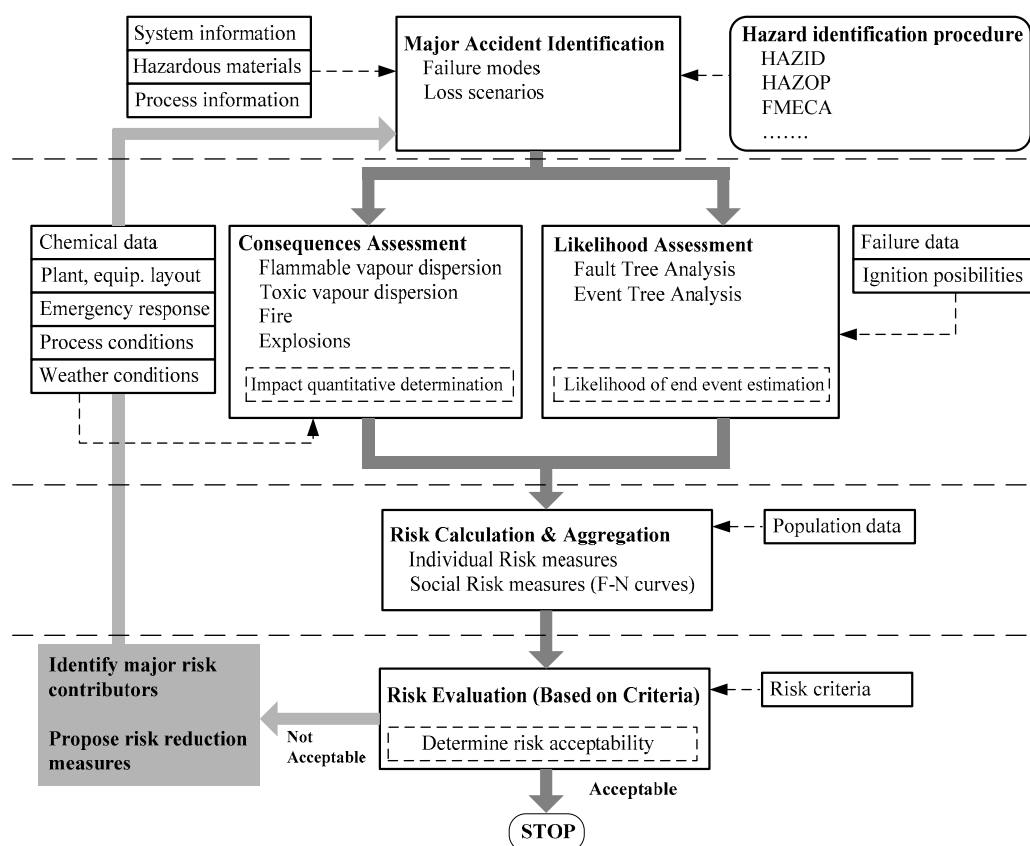 System information
Hazardous materials
Process information
Major Accident Identification
Failure modes
Loss scenarios
Hazard identification procedure
HAZID
HAZOP
FMECA
…….
Chemical data
Plant, equip. layout
Emergency response
Process conditions
Weather conditions
Consequences Assessment
Flammable vapour dispersion
Toxic vapour dispersion
Fire
Explosions
Impact quantitative determination
Likelihood Assessment
Fault Tree Analysis
Event Tree Analysis
Likelihood of end event estimation
Failure data
Ignition posibilities
Risk Calculation & Aggregation
Individual Risk measures
Social Risk measures (F-N curves)
Population data
Identify major risk
contributors
Propose risk reduction
measures
Not
Acceptable
Risk Evaluation (Based on Criteria)
Determine risk acceptability
Risk criteria
Acceptable
STOP